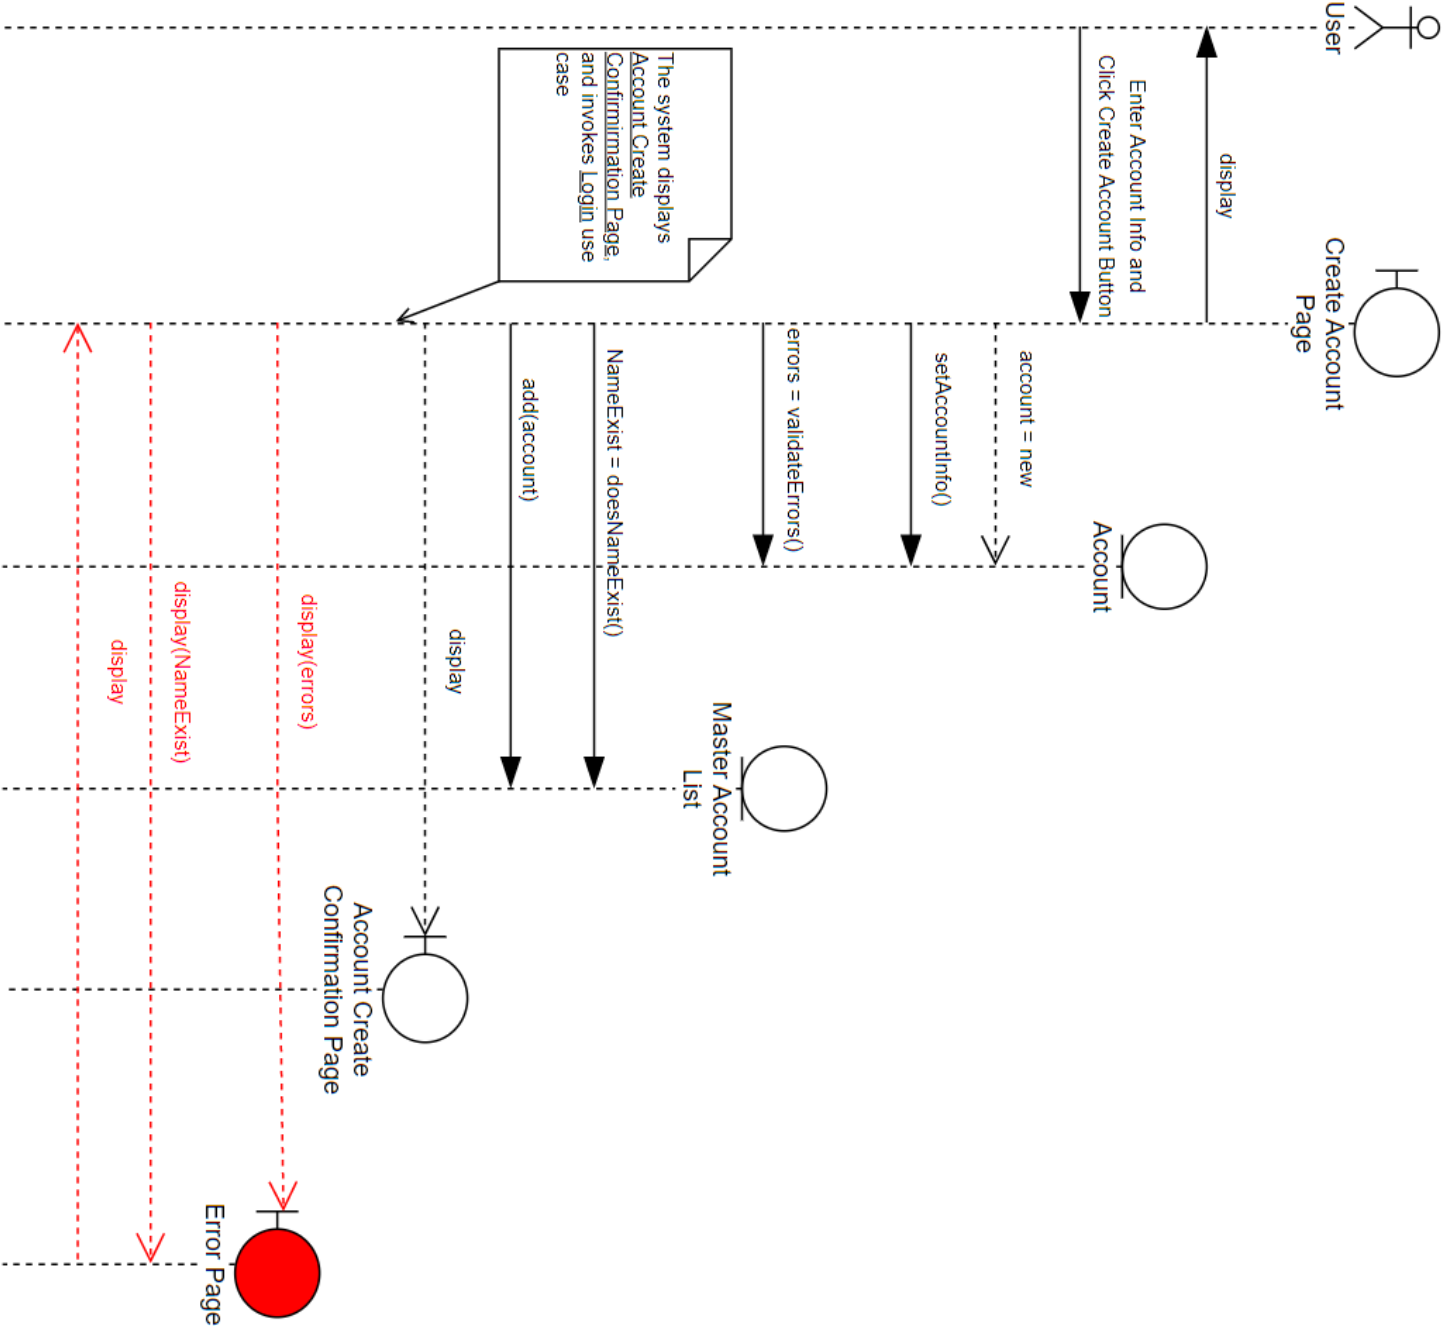 User
Create Account
Page
display
Enter Account Info and
Click Create Account Button
Account
account = new
setAccountInfo()
errors = validateErrors()
Master Account
List
NameExist = doesNameExist()
add(account)
The system displays
Account Create
Confirmirmation Page,
and invokes Login use
case
display
Account Create
Confirmation Page
display(errors)
Error Page
display(NameExist)
display